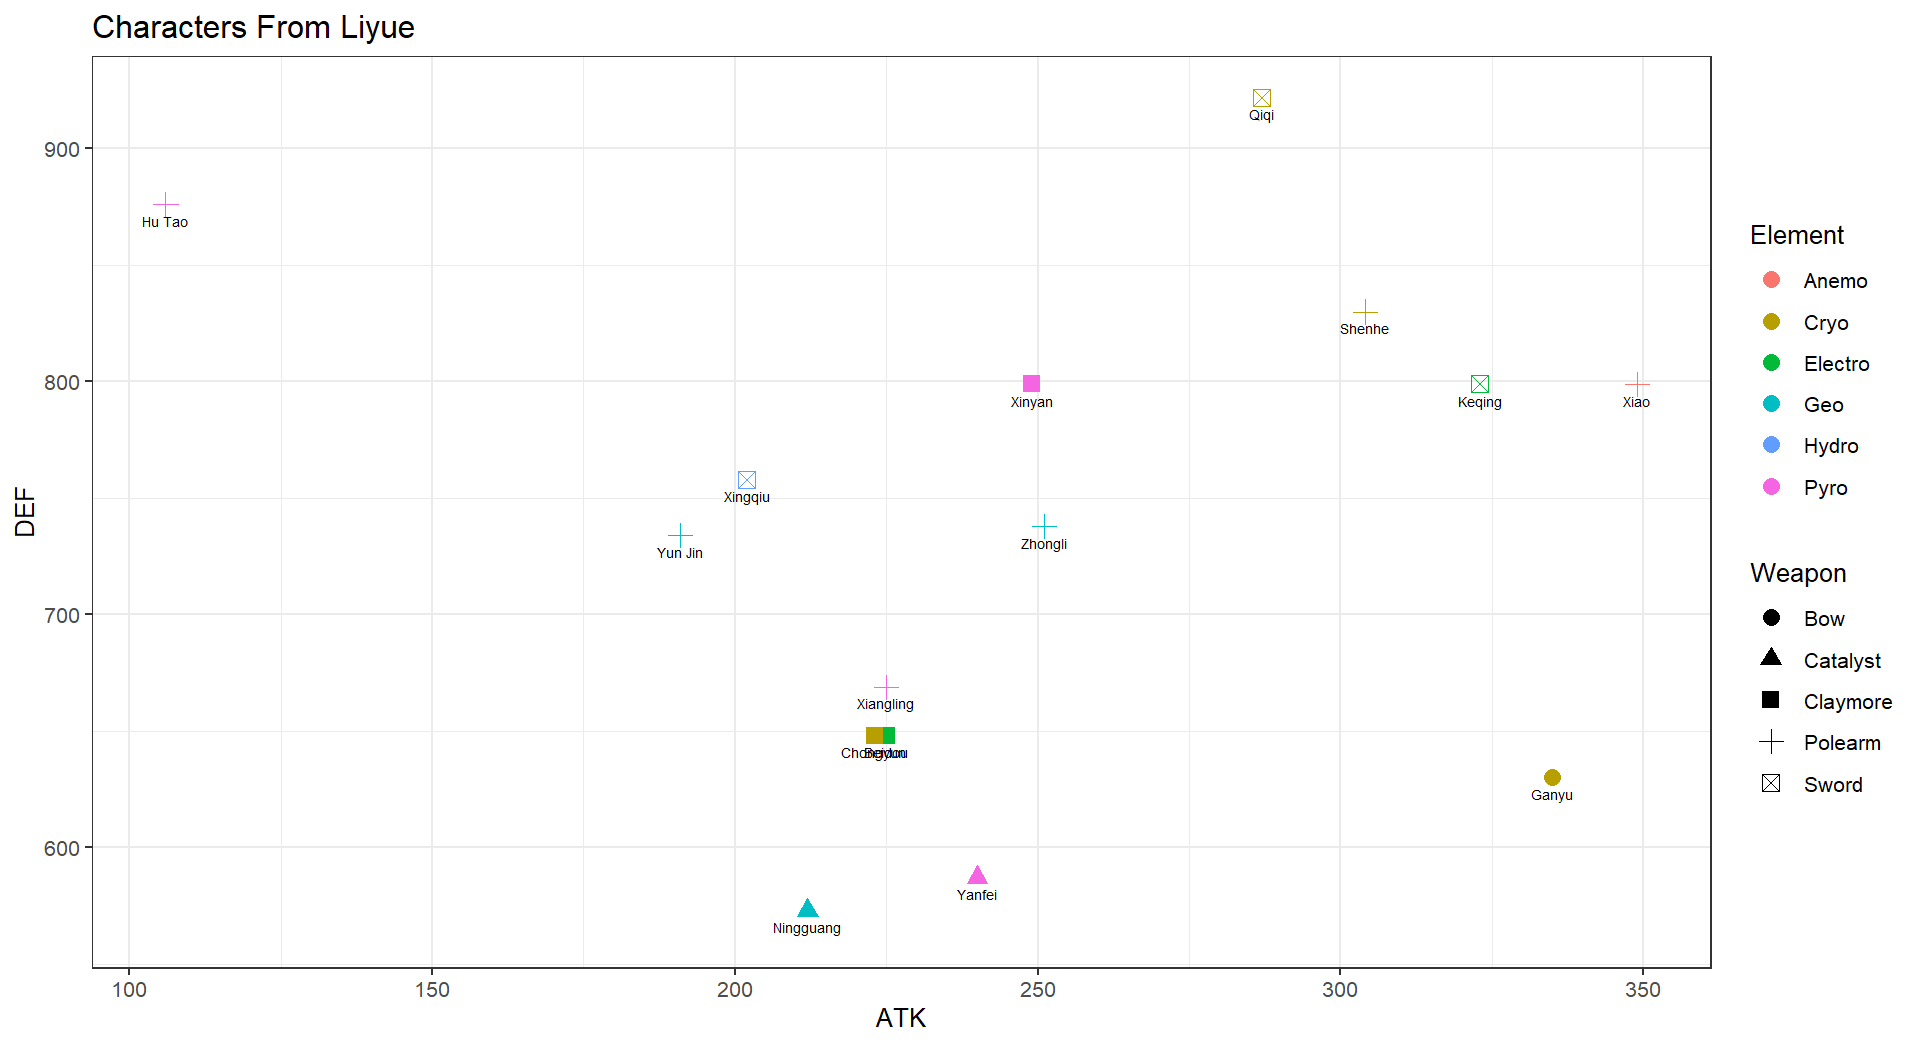 Characters From Liyue
Qiqi
900
Hu Tao
Shenhe
800
Xinyan
Keqing
Xiao
Xingqiu
Yun Jin
Zhongli
700
Xiangling
Ganyu
600
Yanfei
Ningguang
DEF
100
150
200
250
300
350
ATK
Element
Anemo
Cryo
Electro
Geo
Hydro
Pyro
Weapon
Bow
Catalyst
Claymore
Polearm
Sword